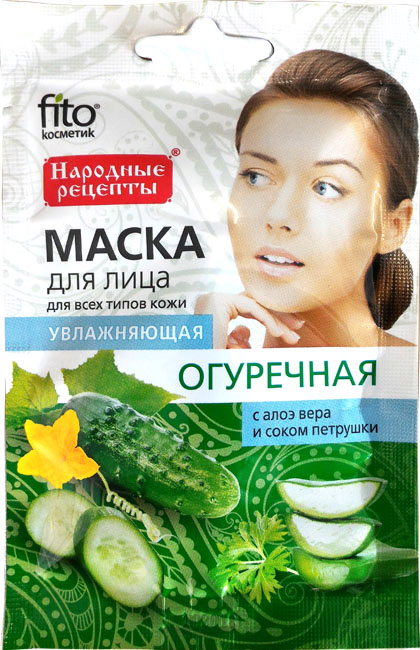 fito®
косметик
Народные®
рецепты
МАСКА
для лица
для всех типов кожи
УВЛАЖНЯЮЩАЯ
ОГУРЕЧНАЯ
с алоэ вера
и соком петрушки